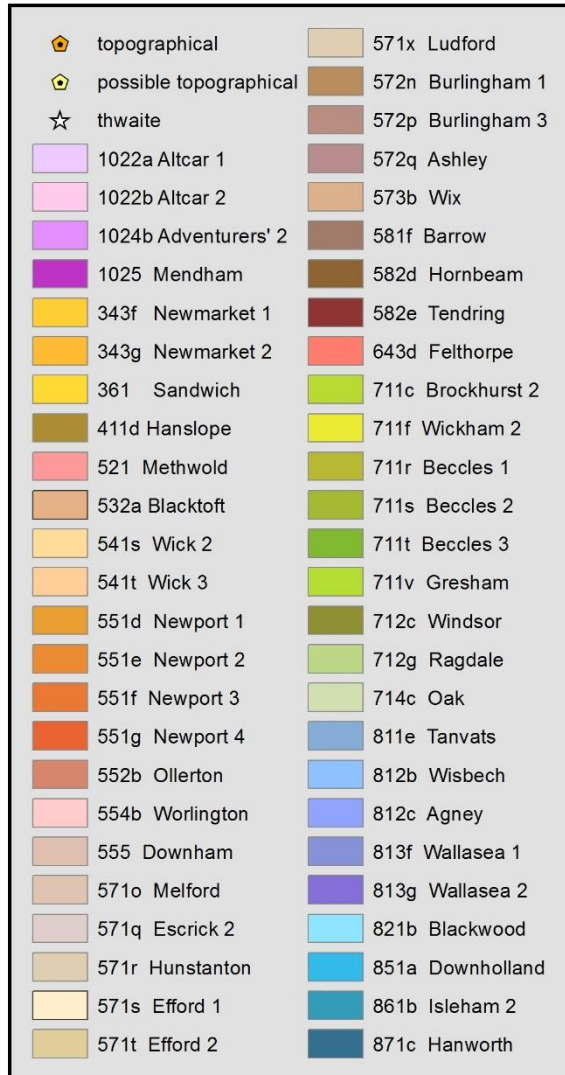 topographical
possible topographical
thwaite
1022a Altcar 1
1022b Altcar 2
1024b Adventurers' 2
1025 Mendham
343f Newmarket 1
343g Newmarket 2
361 Sandwich
411d Hanslope
521 Methwold
532a Blacktoft
541s Wick 2
541t Wick 3
551d Newport 1
551e Newport 2
551f Newport 3
551g Newport 4
552b Ollerton
554b Worlington
555 Downham
571o Melford
571q Escrick 2
571r Hunstanton
571s Efford 1
571t Efford 2
571x Ludford
572n Burlingham 1
572p Burlingham 3
572q Ashley
573b Wix
581f Barrow
582d Hornbeam
582e Tendring
643d Felthorpe
711c Brockhurst 2
711f Wickham 2
711r Beccles 1
711s Beccles 2
711t Beccles 3
711v Gresham
712c Windsor
712g Ragdale
714c Oak
811e Tanvats
812b Wisbech
812c Agney
813f Wallasea 1
813g Wallasea 2
821b Blackwood
851a Downholland
861b Isleham 2
871c Hanworth